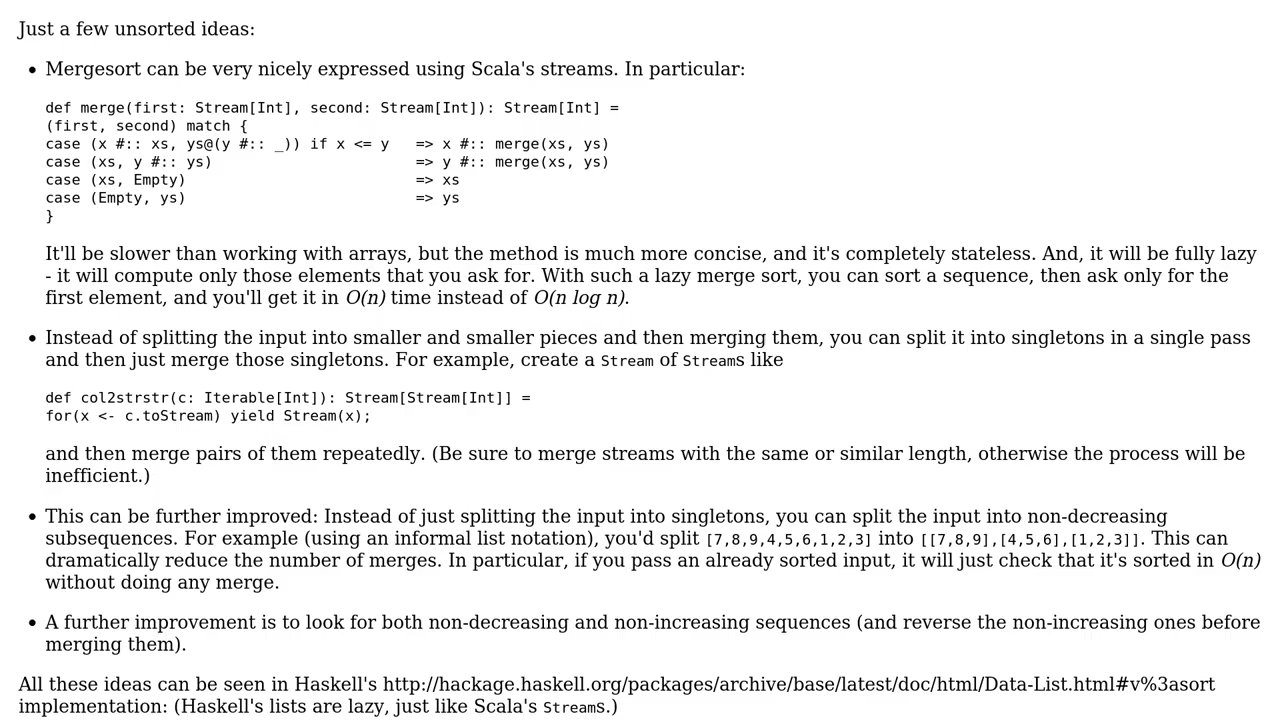 Just a few unsorted ideas:
• Mergesort can be very nicely expressed using Scala's streams. In particular:
def merge(first: Stream[Int], second: Stream[Int]): Stream[Int] =
(first, second) match {
case (x #:: xs, ys@(y #:: _)) if x <= y   => x #:: merge(xs, ys)
case (xs, y #:: ys)                       => y #:: merge(xs, ys)
case (xs, Empty)                          => xs
case (Empty, ys)                          => ys
}
It'll be slower than working with arrays, but the method is much more concise, and it's completely stateless. And, it will be fully lazy
- it will compute only those elements that you ask for. With such a lazy merge sort, you can sort a sequence, then ask only for the
first element, and you'll get it in O(n) time instead of O(n log n).
• Instead of splitting the input into smaller and smaller pieces and then merging them, you can split it into singletons in a single pass
and then just merge those singletons. For example, create a Stream of Streams like
def col2strstr(c: Iterable[Int]): Stream[Stream[Int]] =
for(x <- c.toStream) yield Stream(x);
and then merge pairs of them repeatedly. (Be sure to merge streams with the same or similar length, otherwise the process will be
inefficient.)
• This can be further improved: Instead of just splitting the input into singletons, you can split the input into non-decreasing
subsequences. For example (using an informal list notation), you'd split [7,8,9,4,5,6,1,2,3] into [[7,8,9],[4,5,6],[1,2,3]]. This can
dramatically reduce the number of merges. In particular, if you pass an already sorted input, it will just check that it's sorted in O(n)
without doing any merge.
• A further improvement is to look for both non-decreasing and non-increasing sequences (and reverse the non-increasing ones before
merging them).
All these ideas can be seen in Haskell's http://hackage.haskell.org/packages/archive/base/latest/doc/html/Data-List.html#v%3asort
implementation: (Haskell's lists are lazy, just like Scala's Streams.)